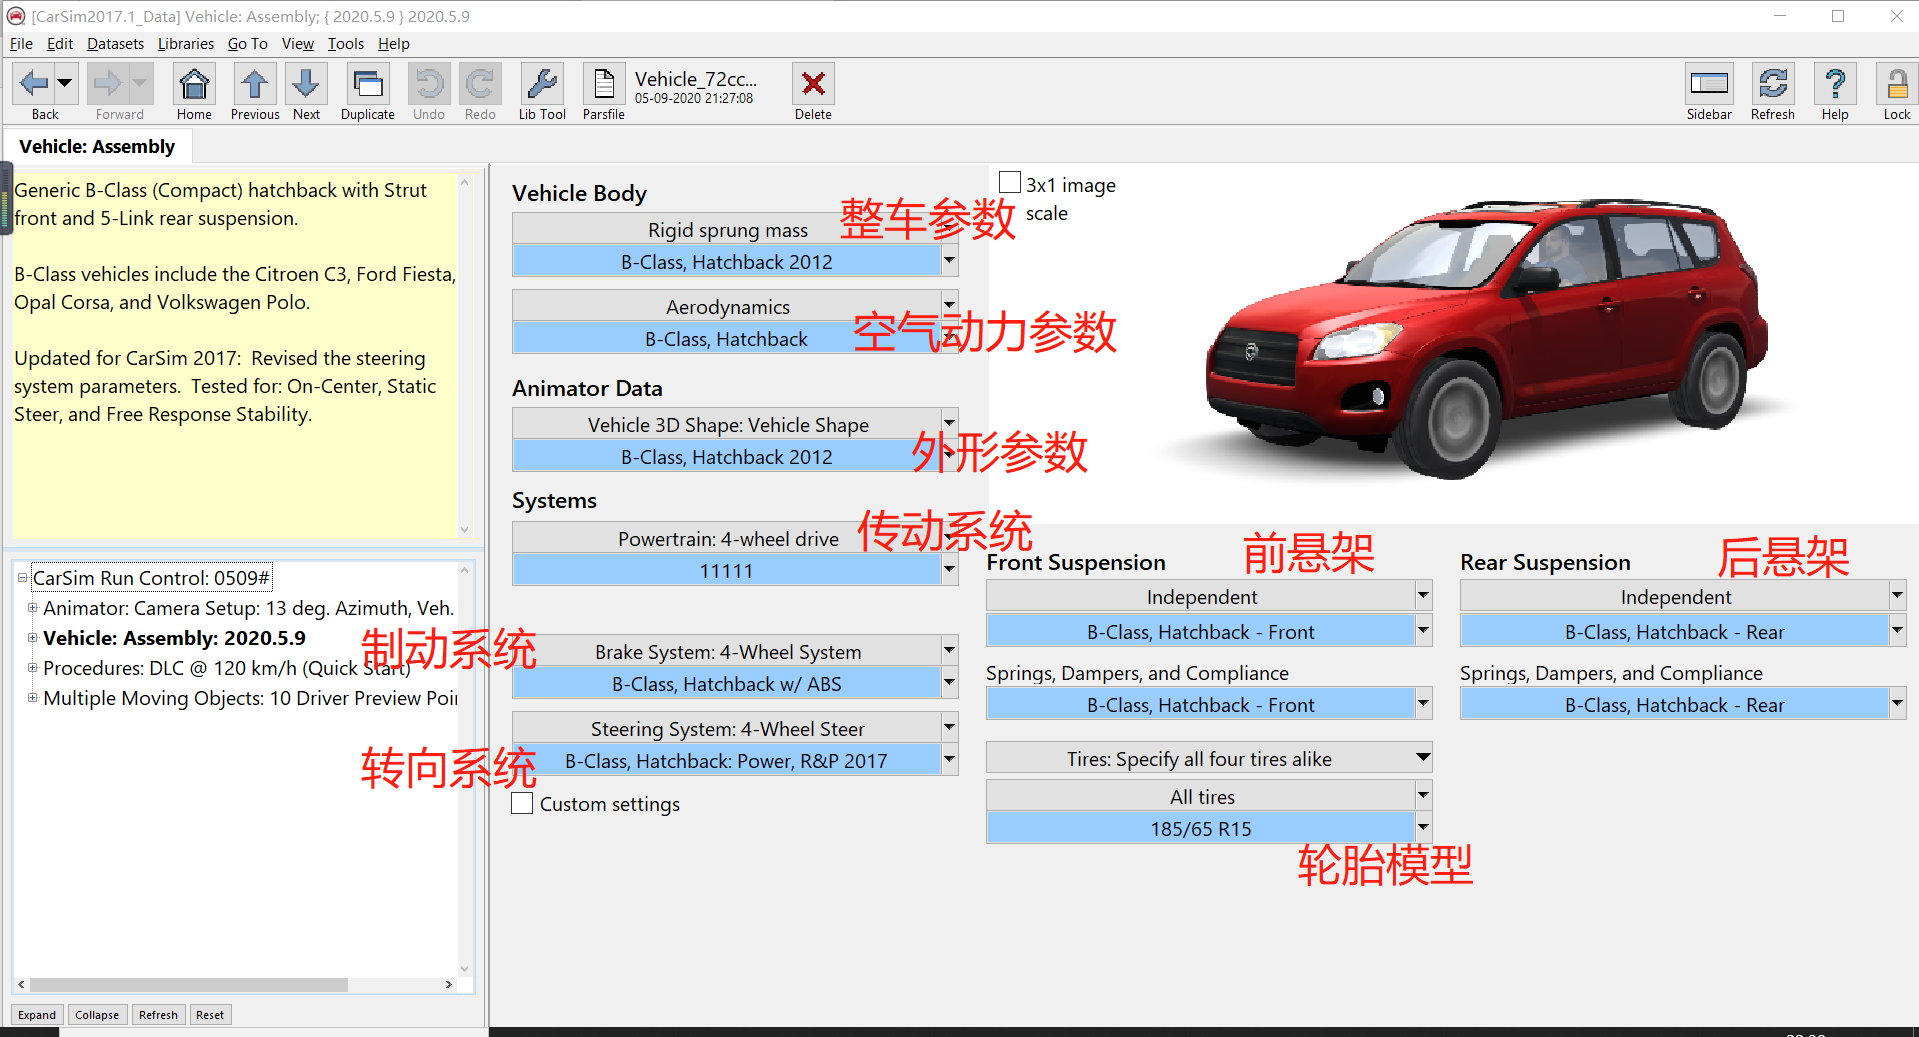 [CarSim2017.1_Data] Vehicle: Assembly; { 2020.5.9 } 2020.5.9
File Edit Datasets Libraries Go To View Tools Help
Back Forward Home Previous Next Duplicate Undo Redo Lib Tool Parsfile
Vehicle_72cc...
05-09-2020 21:27:08
Delete Sidebar Refresh Help Lock
Vehicle: Assembly
Generic B-Class (Compact) hatchback with Strut
front and 5-Link rear suspension.
B-Class vehicles include the Citroen C3, Ford Fiesta,
Opal Corsa, and Volkswagen Polo.
Updated for CarSim 2017: Revised the steering
system parameters. Tested for: On-Center, Static
Steer, and Free Response Stability.
CarSim Run Control: 0509#
Animator: Camera Setup: 13 deg. Azimuth, Veh.
Vehicle: Assembly: 2020.5.9
Procedures: DLC @ 120 km/h (Quick Start)
Multiple Moving Objects: 10 Driver Preview Poi
Expand Collapse Refresh Reset
Vehicle Body
Rigid sprung mass
整车参数
B-Class, Hatchback 2012
Aerodynamics
B-Class, Hatchback
空气动力参数
Animator Data
Vehicle 3D Shape: Vehicle Shape
B-Class, Hatchback 2012
外形参数
Systems
Powertrain: 4-wheel drive
传动系统
11111
制动系统
Brake System: 4-Wheel System
B-Class, Hatchback w/ ABS
Steering System: 4-Wheel Steer
转向系统
B-Class, Hatchback: Power, R&P 2017
Custom settings
3x1 image
scale
前悬架
Front Suspension
Independent
B-Class, Hatchback - Front
Springs, Dampers, and Compliance
B-Class, Hatchback - Front
Tires: Specify all four tires alike
All tires
185/65 R15
轮胎模型
后悬架
Rear Suspension
Independent
B-Class, Hatchback - Rear
Springs, Dampers, and Compliance
B-Class, Hatchback - Rear